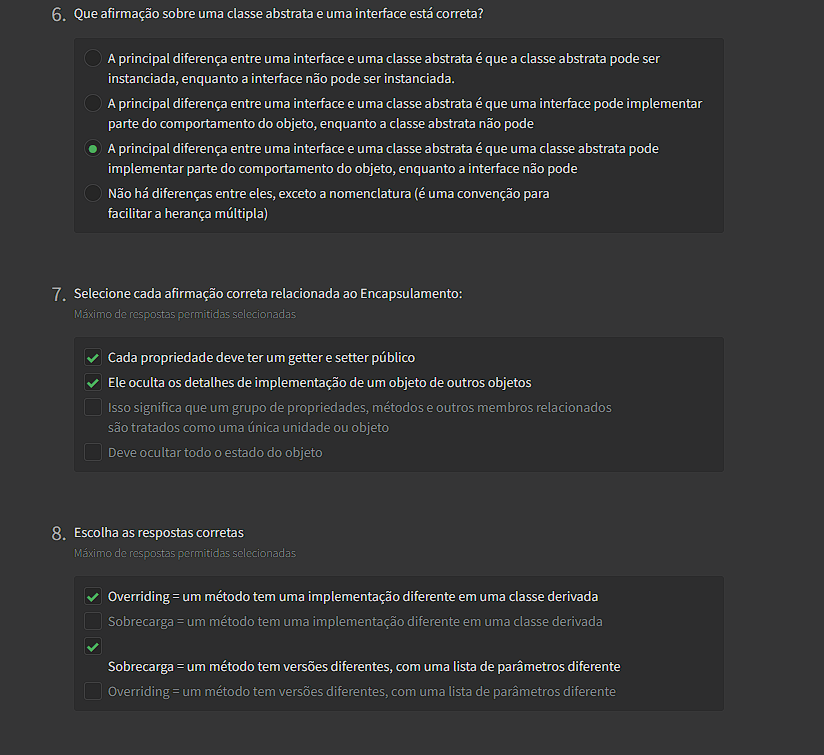 6. Que afirmação sobre uma classe abstrata e uma interface está correta?
A principal diferença entre uma interface e uma classe abstrata é que a classe abstrata pode ser
instanciada, enquanto a interface não pode ser instanciada.
A principal diferença entre uma interface e uma classe abstrata é que uma interface pode implementar
parte do comportamento do objeto, enquanto a classe abstrata não pode
A principal diferença entre uma interface e uma classe abstrata é que uma classe abstrata pode
implementar parte do comportamento do objeto, enquanto a interface não pode
Não há diferenças entre eles, exceto a nomenclatura (é uma convenção para
facilitar a herança múltipla)
7. Selecione cada afirmação correta relacionada ao Encapsulamento:
Máximo de respostas permitidas selecionadas
Cada propriedade deve ter um getter e setter público
Ele oculta os detalhes de implementação de um objeto de outros objetos
Isso significa que um grupo de propriedades, métodos e outros membros relacionados
são tratados como uma única unidade ou objeto
Deve ocultar todo o estado do objeto
8. Escolha as respostas corretas
Máximo de respostas permitidas selecionadas
Overriding = um método tem uma implementação diferente em uma classe derivada
Sobrecarga = um método tem uma implementação diferente em uma classe derivada
Sobrecarga = um método tem versões diferentes, com uma lista de parâmetros diferente
Overriding = um método tem versões diferentes, com uma lista de parâmetros diferente